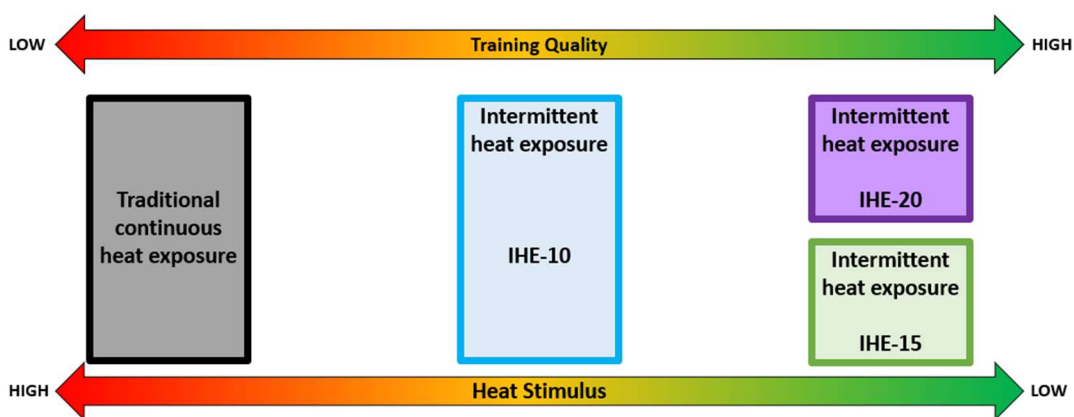 LOW
Training Quality
HIGH
Traditional
continuous
heat exposure
Intermittent
heat exposure
IHE-10
Intermittent
heat exposure
IHE-20
Intermittent
heat exposure
IHE-15
HIGH
Heat Stimulus
LOW